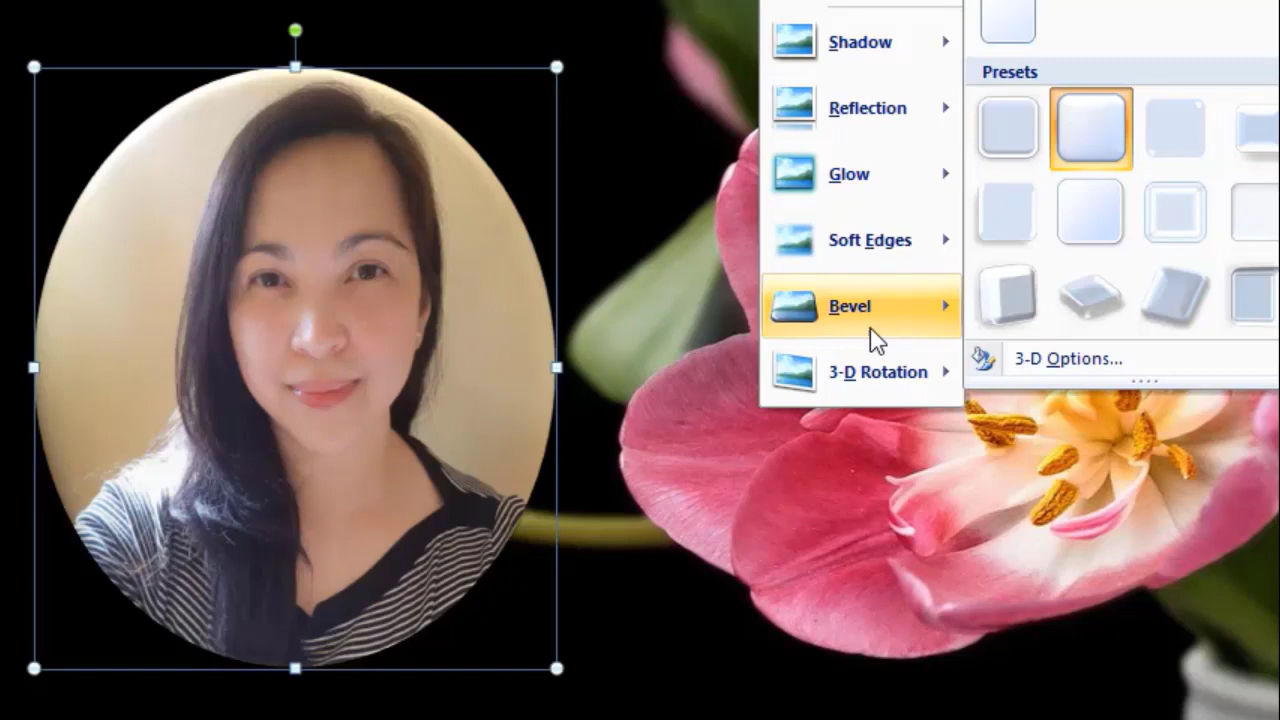 Shadow
Reflection
Glow
Soft Edges
Bevel
3-D Rotation
Presets
3-D Options...